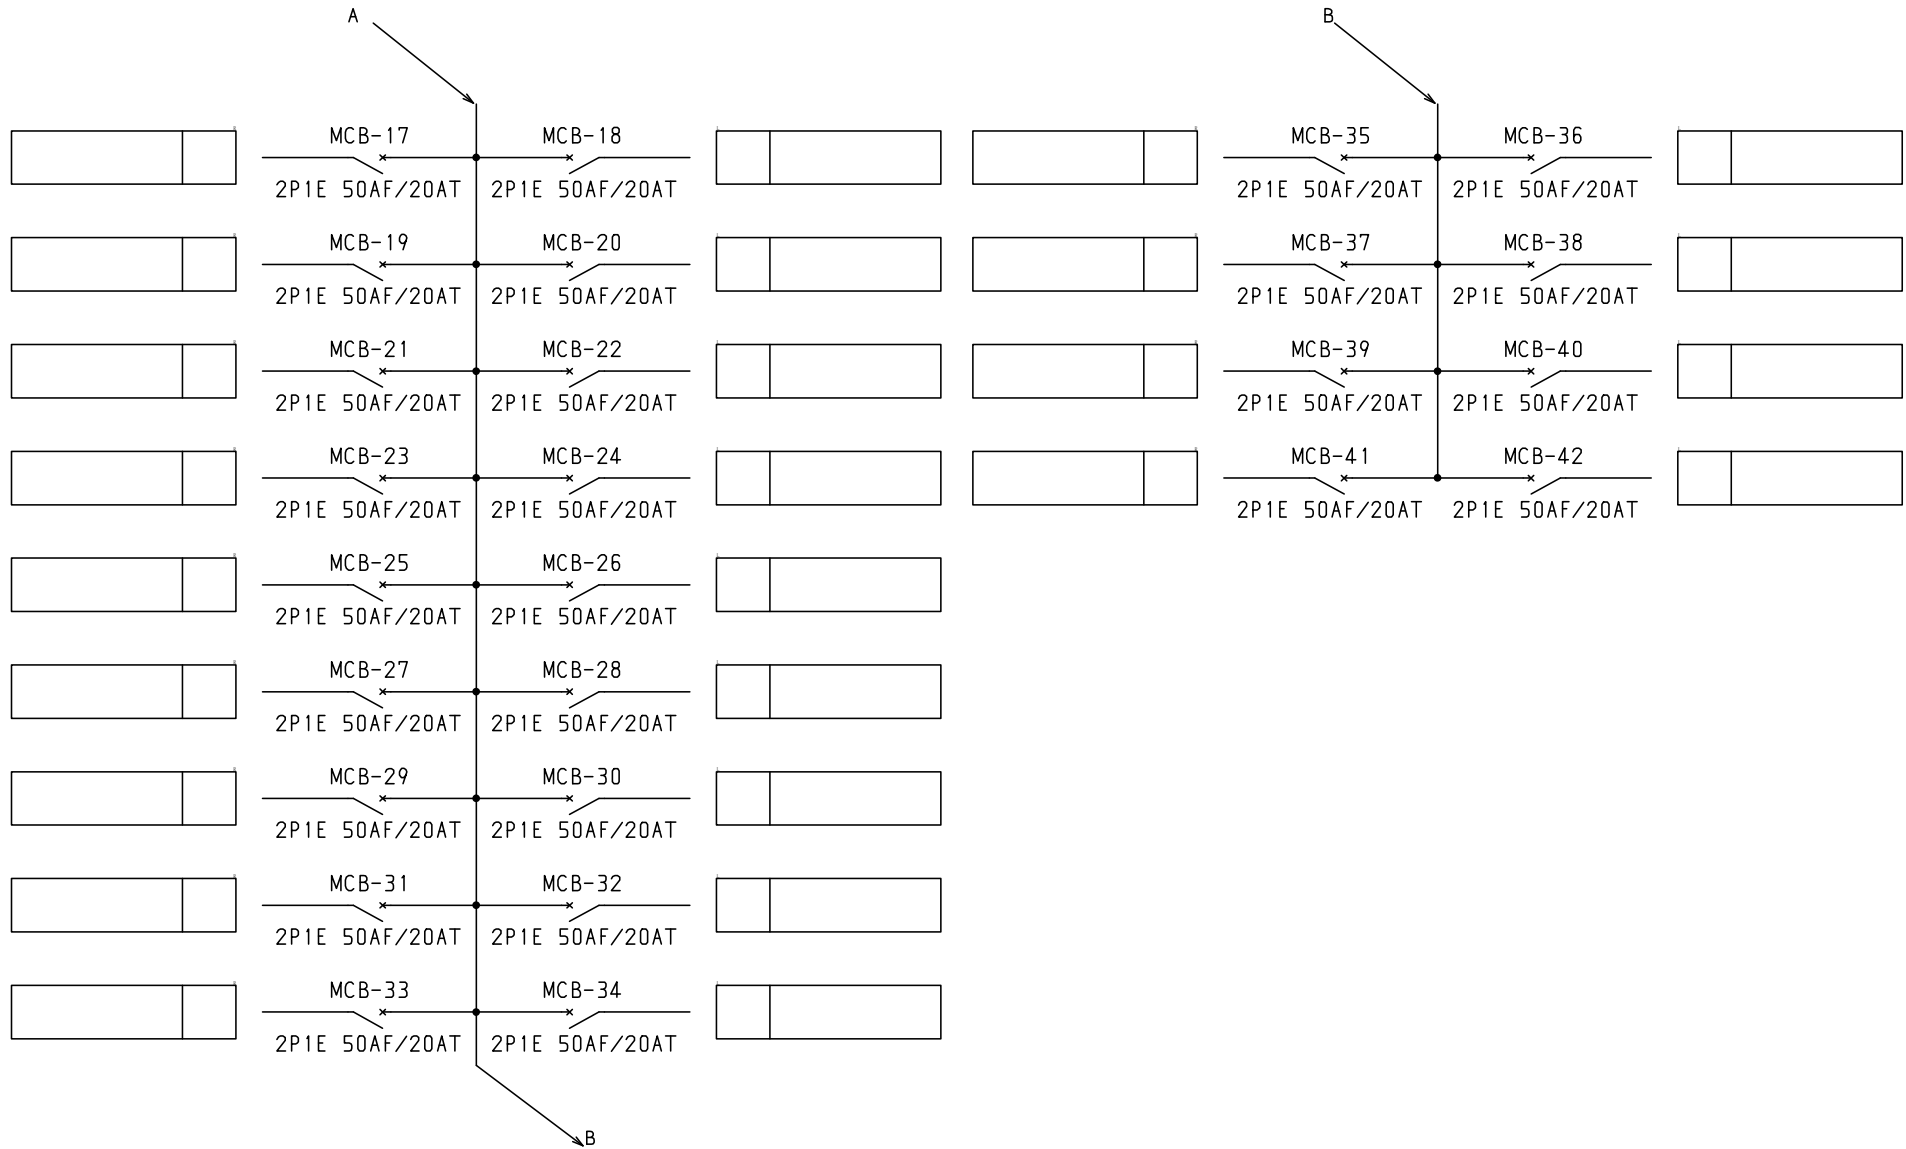 A
MCB-17 MCB-18
2P1E 50AF/20AT 2P1E 50AF/20AT
MCB-19 MCB-20
2P1E 50AF/20AT 2P1E 50AF/20AT
MCB-21 MCB-22
2P1E 50AF/20AT 2P1E 50AF/20AT
MCB-23 MCB-24
2P1E 50AF/20AT 2P1E 50AF/20AT
MCB-25 MCB-26
2P1E 50AF/20AT 2P1E 50AF/20AT
MCB-27 MCB-28
2P1E 50AF/20AT 2P1E 50AF/20AT
MCB-29 MCB-30
2P1E 50AF/20AT 2P1E 50AF/20AT
MCB-31 MCB-32
2P1E 50AF/20AT 2P1E 50AF/20AT
MCB-33 MCB-34
2P1E 50AF/20AT 2P1E 50AF/20AT
B
B
MCB-35 MCB-36
2P1E 50AF/20AT 2P1E 50AF/20AT
MCB-37 MCB-38
2P1E 50AF/20AT 2P1E 50AF/20AT
MCB-39 MCB-40
2P1E 50AF/20AT 2P1E 50AF/20AT
MCB-41 MCB-42
2P1E 50AF/20AT 2P1E 50AF/20AT